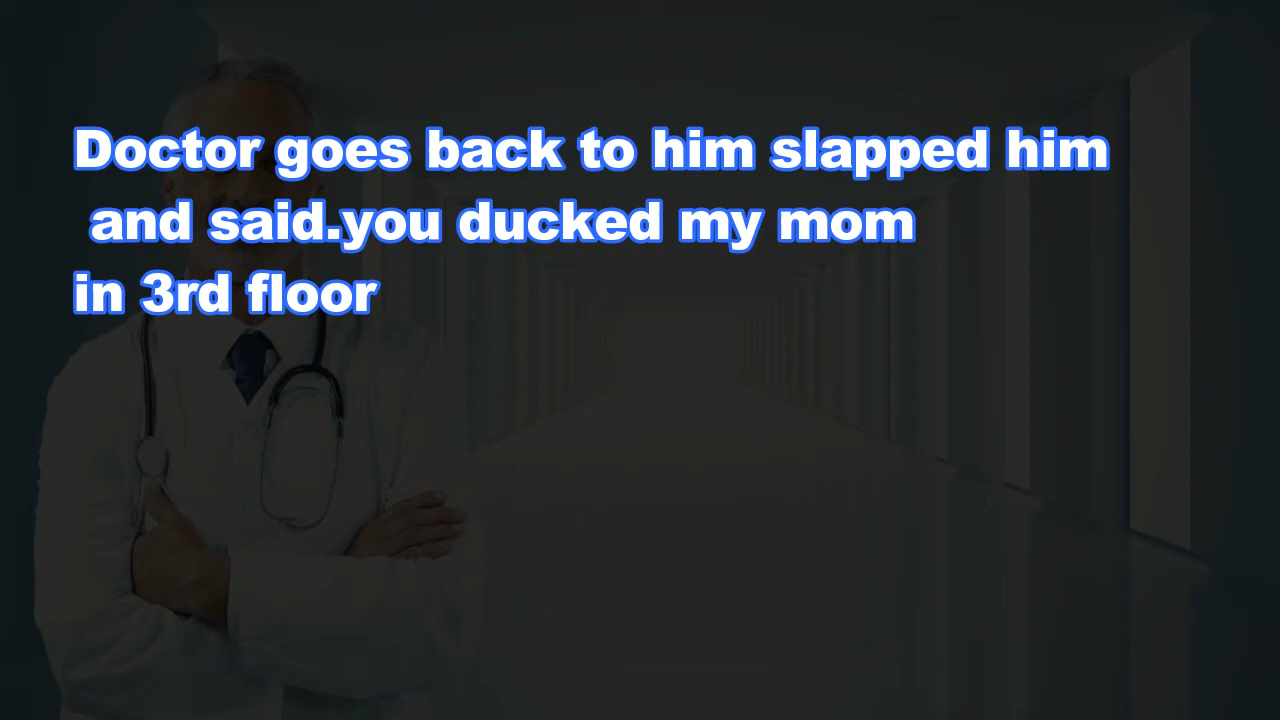 Doctor goes back to him slapped him
and said.you ducked my mom
in 3rd floor